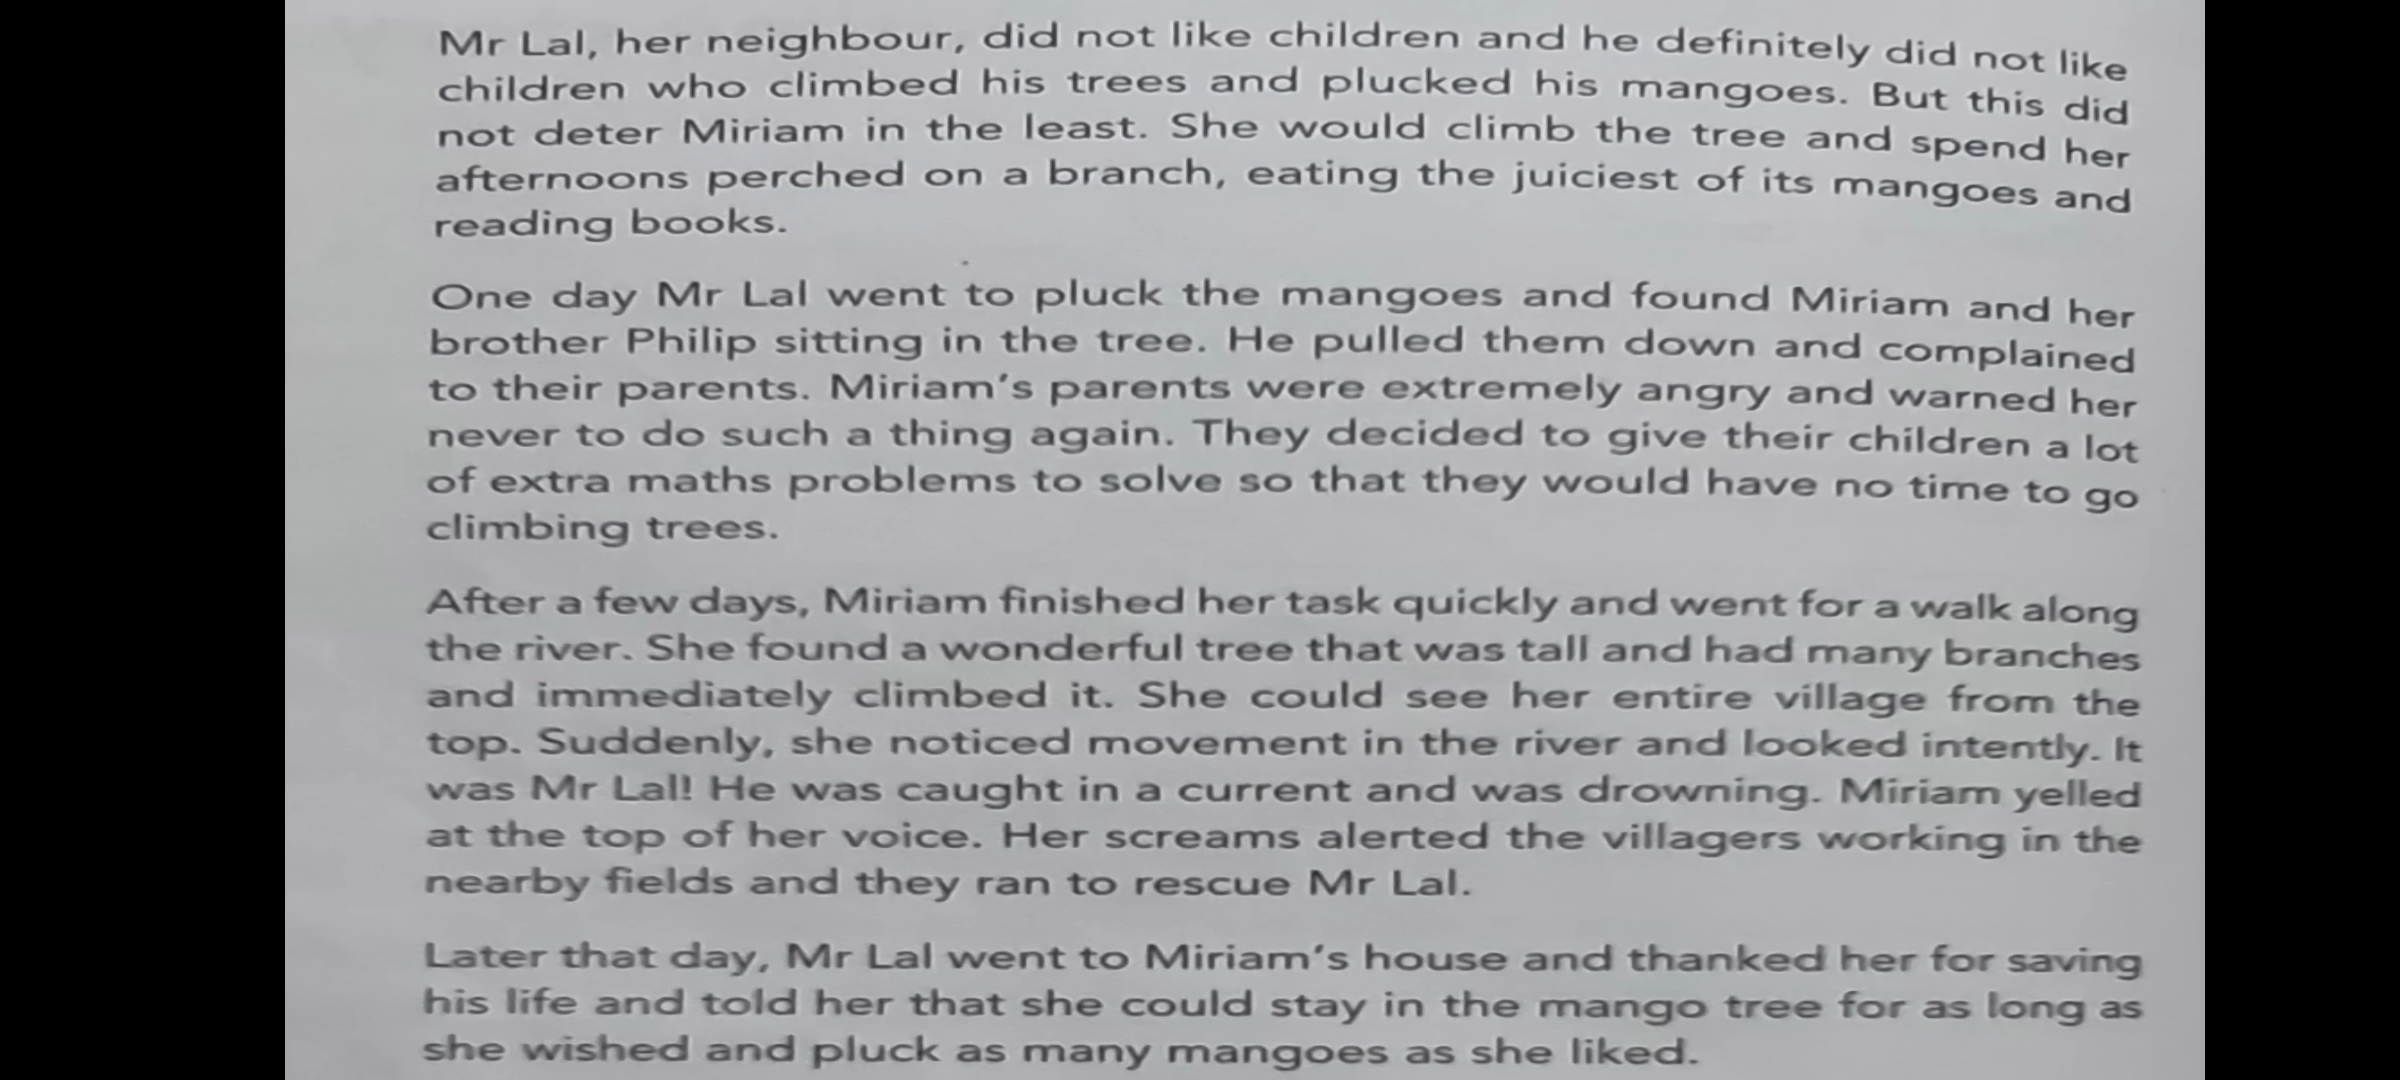 Mr Lal, her neighbour, did not like children and he definitely did not like
children who climbed his trees and plucked his mangoes. But this did
not deter Miriam in the least. She would climb the tree and spend her
afternoons perched on a branch, eating the juiciest of its mangoes and
reading books.
One day Mr Lal went to pluck the mangoes and found Miriam and her
brother Philip sitting in the tree. He pulled them down and complained
to their parents. Miriam's parents were extremely angry and warned her
never to do such a thing again. They decided to give their children a lot
of extra maths problems to solve so that they would have no time to go
climbing trees.
After a few days, Miriam finished her task quickly and went for a walk along
the river. She found a wonderful tree that was tall and had many branches
and immediately climbed it. She could see her entire village from the
top. Suddenly, she noticed movement in the river and looked intently. It
was Mr Lal! He was caught in a current and was drowning. Miriam yelled
at the top of her voice. Her screams alerted the villagers working in the
nearby fields and they ran to rescue Mr Lal.
Later that day, Mr Lal went to Miriam's house and thanked her for saving
his life and told her that she could stay in the mango tree for as long as
she wished and pluck as many mangoes as she liked.